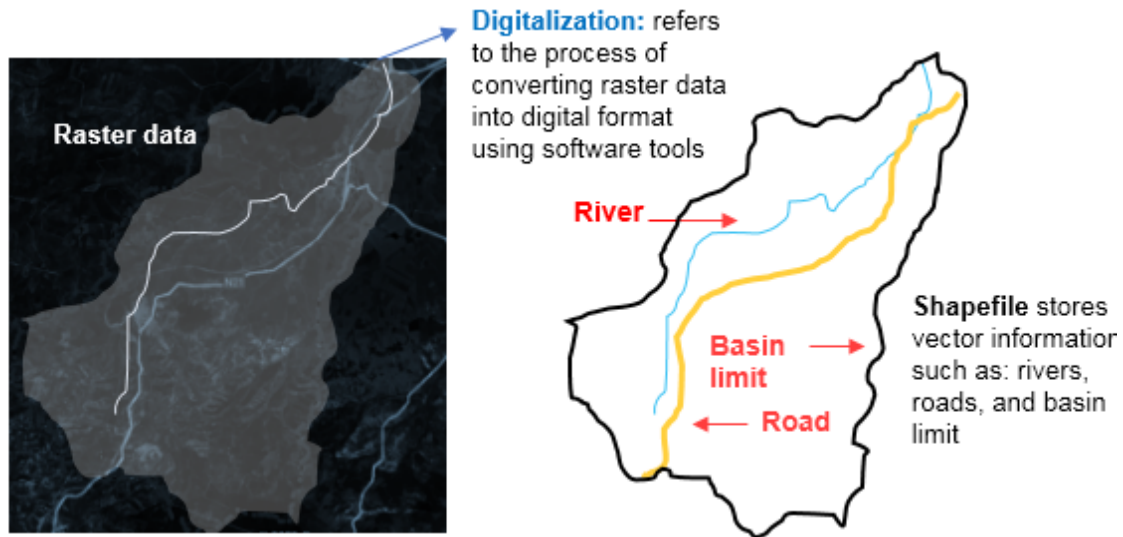 Digitalization: refers
to the process of
converting raster data
into digital format
using software tools
Raster data
River
Basin
limit
Road
Shapefile stores
vector information
such as: rivers,
roads, and basin
limit